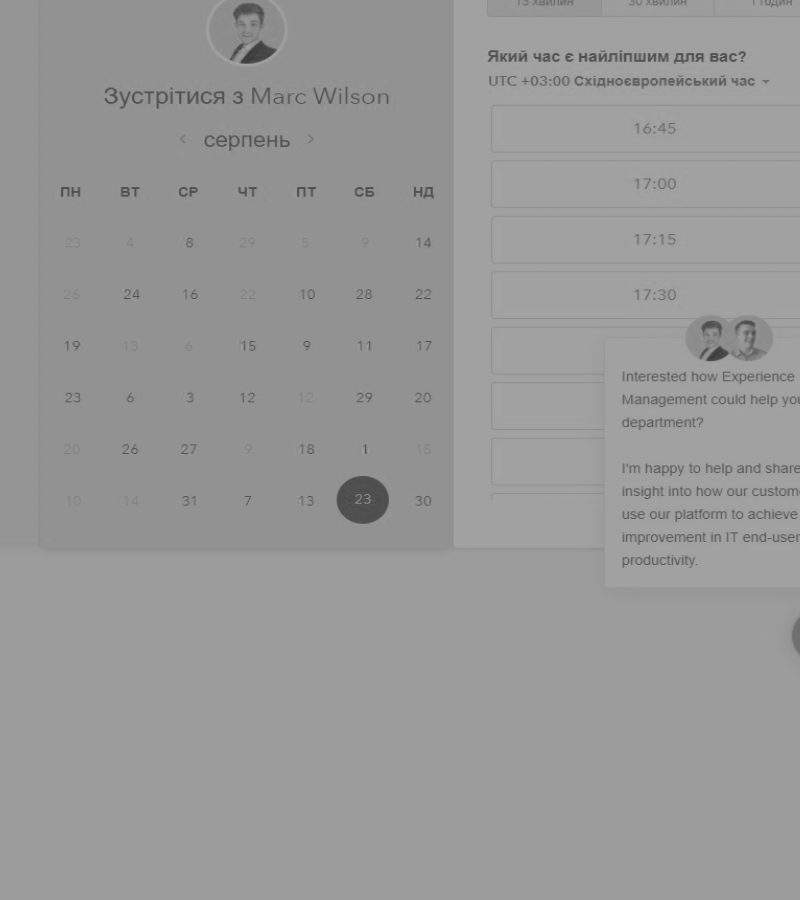 15 хвилин 30 хвилин 1 годин
Зустрітися з Marc Wilson
серпень
ПН ВТ СР ЧТ ПТ СБ НД
23 4 8 29 5 9 14
26 24 16 22 10 28 22
19 13 6 15 9 11 17
23 6 3 12 12 29 20
20 26 27 9 18 1 15
10 14 31 7 13 23 30
Який час є найліпшим для вас?
UTC +03:00 Східноєвропейський час
16:45
17:00
17:15
17:30
Interested how Experience
Management could help you
department?
I'm happy to help and share
insight into how our custome
use our platform to achieve
improvement in IT end-user
productivity.